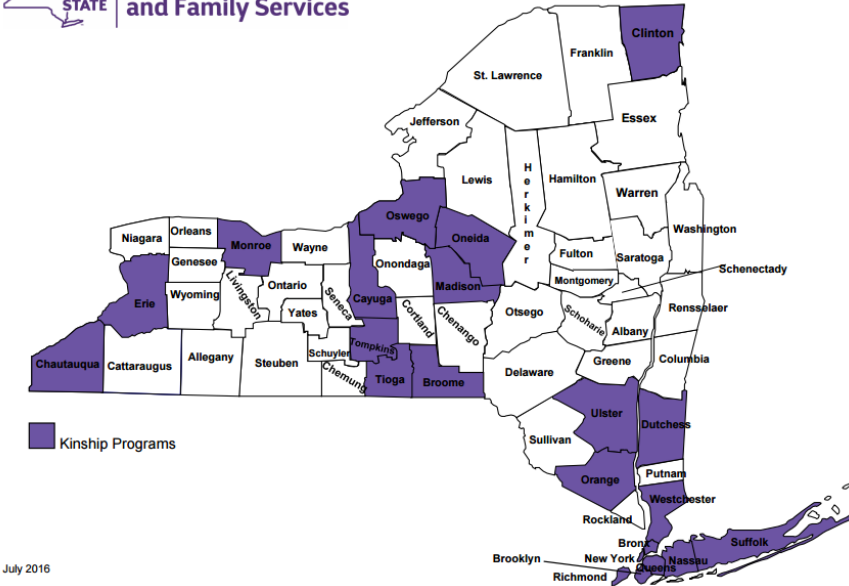 STATE
and Family Services
Clinton
Franklin
St. Lawrence
Essex
Jefferson
Lewis
Herkimer
Hamilton
Warren
Washington
Oswego
Oneida
Orleans
Niagara
Monroe
Wayne
Genesee
Onondaga
Fulton
Saratoga
Schenectady
Montgomery
Madison
Ontario
Livingston
Wyoming
Seneca
Cayuga
Erie
Yates
Cortland
Chenango
Otsego
Schoharie
Rensselaer
Albany
Tompkins
Schuyler
Chautauqua
Cattaraugus
Allegany
Steuben
Chemung
Tioga
Broome
Delaware
Greene
Columbia
Ulster
Dutchess
Kinship Programs
Sullivan
Putnam
Orange
Westchester
Rockland
Bronx
Suffolk
Brooklyn
New York
Nassau
Queens
Richmond
July 2016